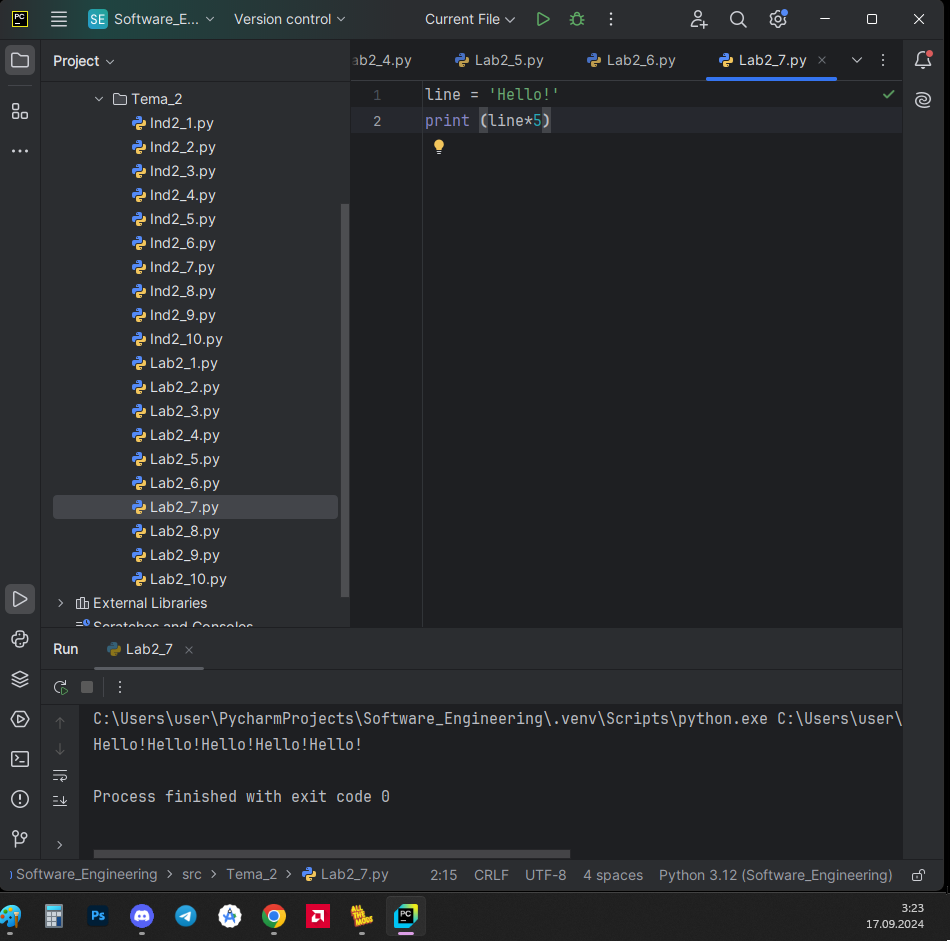 PC SE Software_E... Version control Current File
Project
ab2_4.py Lab2_5.py Lab2_6.py Lab2_7.py
Tema_2
Ind2_1.py
Ind2_2.py
Ind2_3.py
Ind2_4.py
Ind2_5.py
Ind2_6.py
Ind2_7.py
Ind2_8.py
Ind2_9.py
Ind2_10.py
Lab2_1.py
Lab2_2.py
Lab2_3.py
Lab2_4.py
Lab2_5.py
Lab2_6.py
Lab2_7.py
Lab2_8.py
Lab2_9.py
Lab2_10.py
External Libraries
Scratches and Consoles
1 line = 'Hello!'
2 print (line*5)
Run Lab2_7
C:\Users\user\PycharmProjects\Software_Engineering\.venv\Scripts\python.exe C:\Users\user\
Hello!Hello!Hello!Hello!Hello!
Process finished with exit code 0
Software_Engineering > src > Tema_2 > Lab2_7.py 2:15 CRLF UTF-8 4 spaces Python 3.12 (Software_Engineering)
Ps ALL THE MODS PC
3:23
17.09.2024